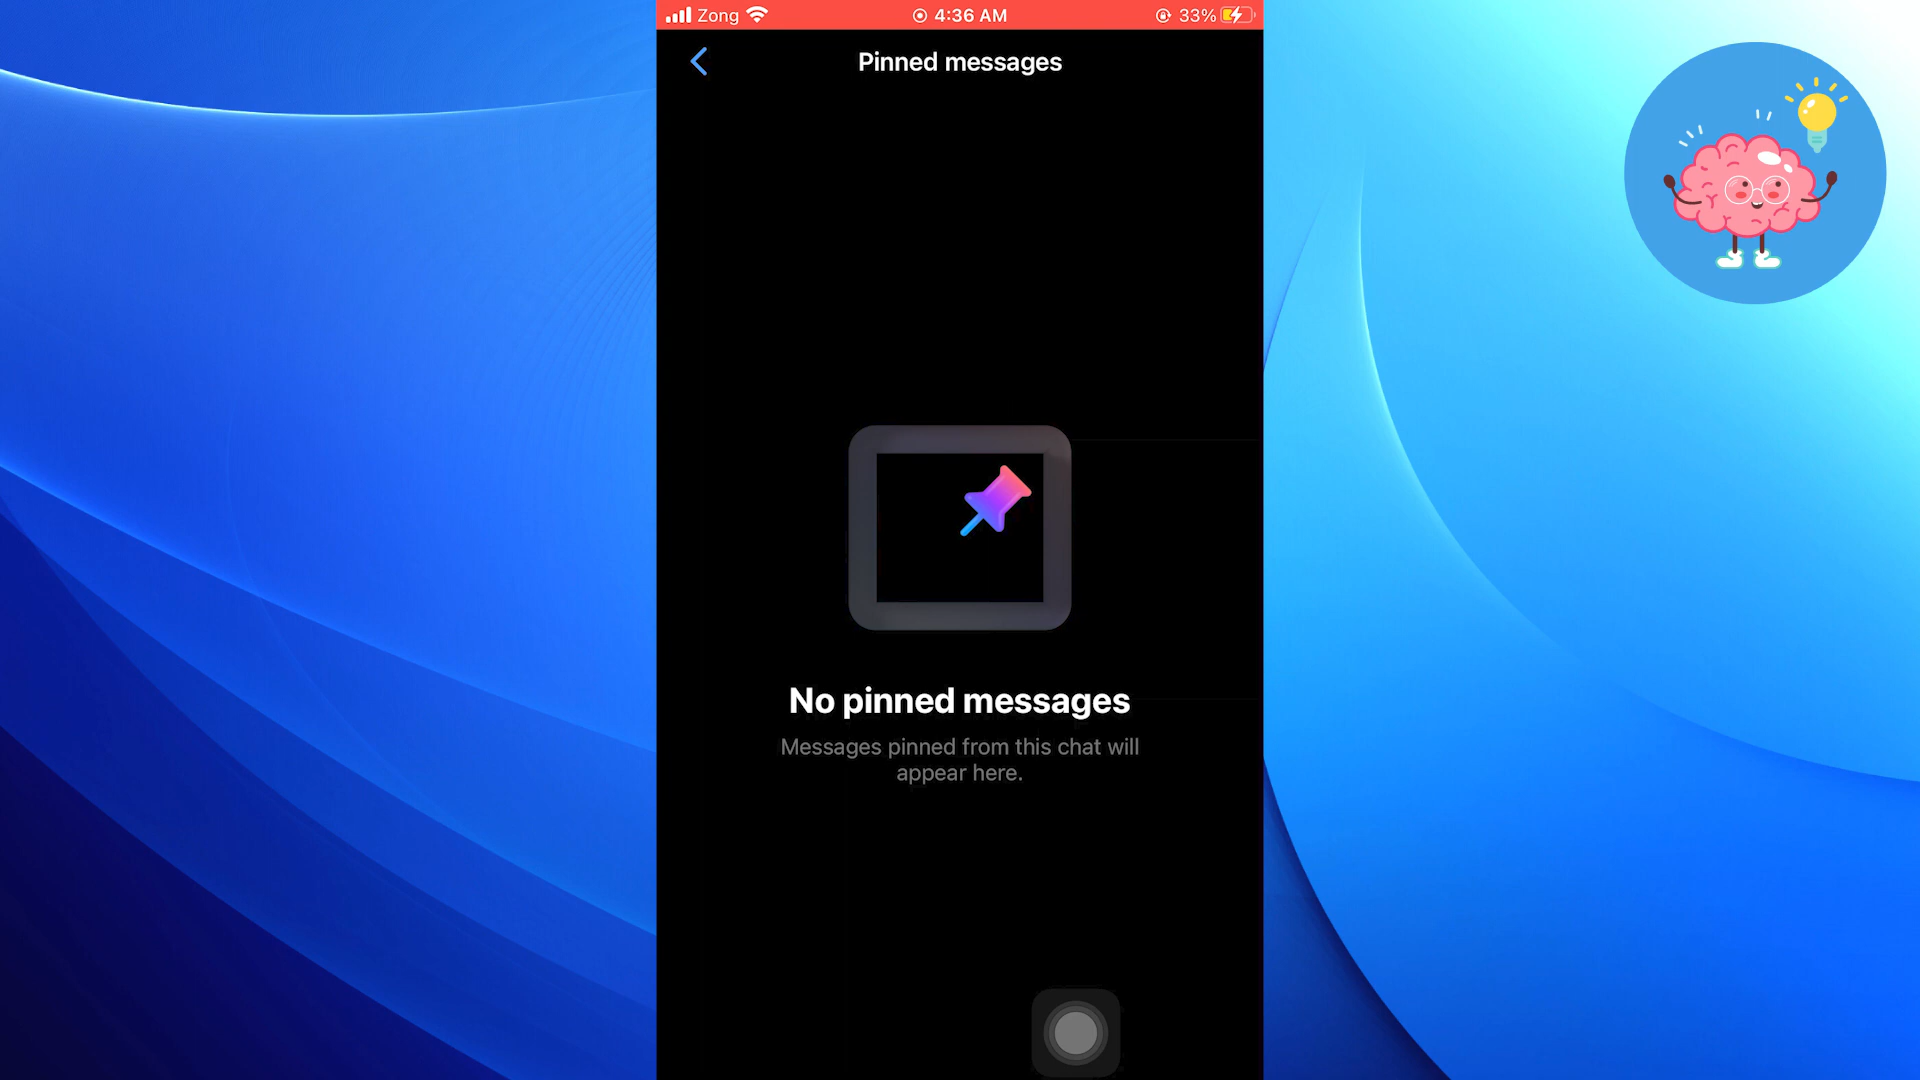 Zong
4:36 AM
33%
Pinned messages
No pinned messages
Messages pinned from this chat will
appear here.